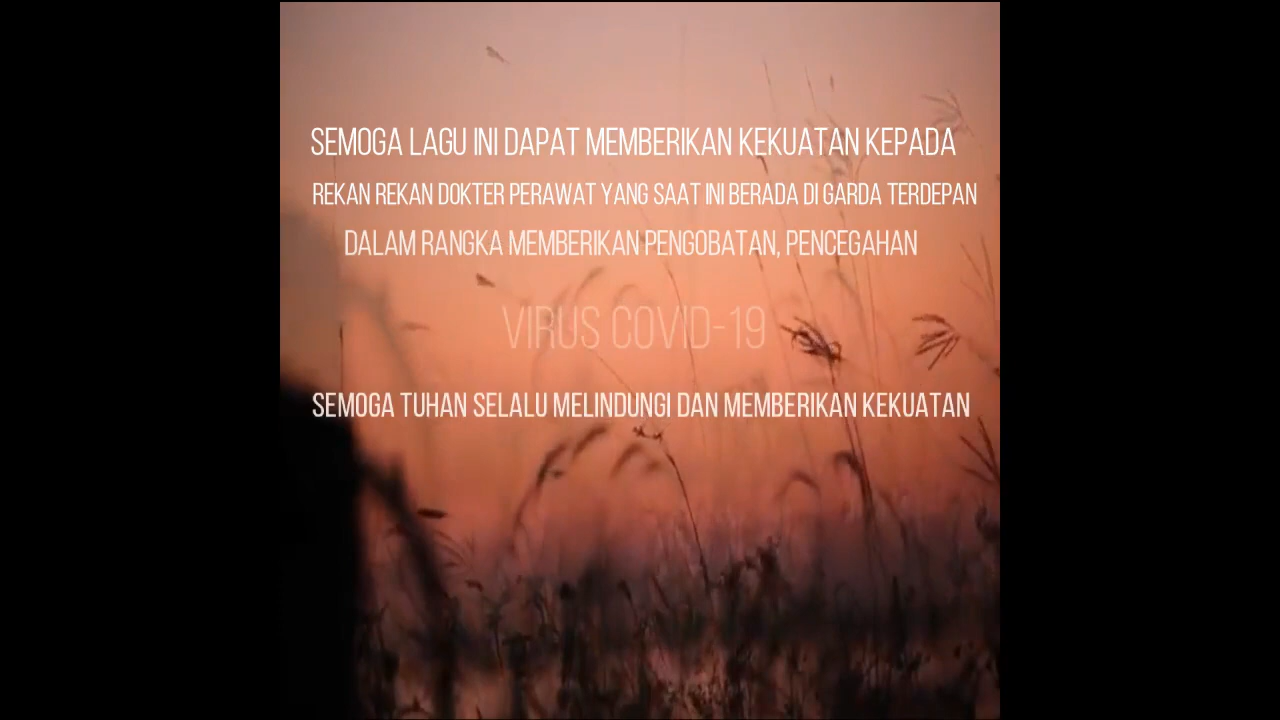 SEMOGA LAGU INI DAPAT MEMBERIKAN KEKUATAN KEPADA
REKAN REKAN DOKTER PERAWAT YANG SAAT INI BERADA DI GARDA TERDEPAN
DALAM RANGKA MEMBERIKAN PENGOBATAN, PENCEGAHAN
VIRUS COVID-19
SEMOGA TUHAN SELALU MELINDUNGI DAN MEMBERIKAN KEKUATAN